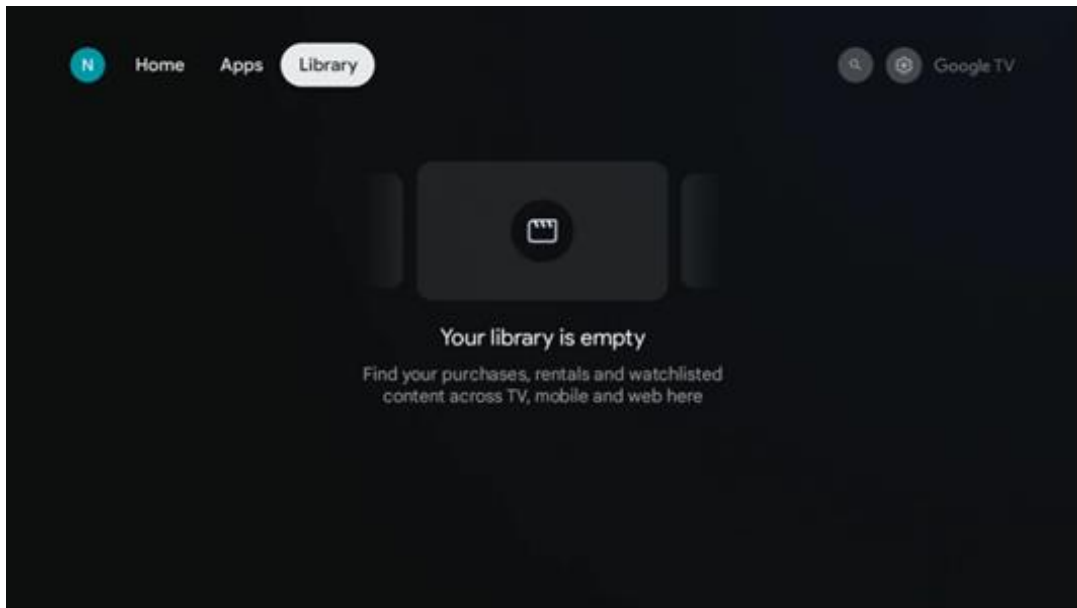 N Home Apps Library Google TV
Your library is empty
Find your purchases, rentals and watchlisted
content across TV, mobile and web here